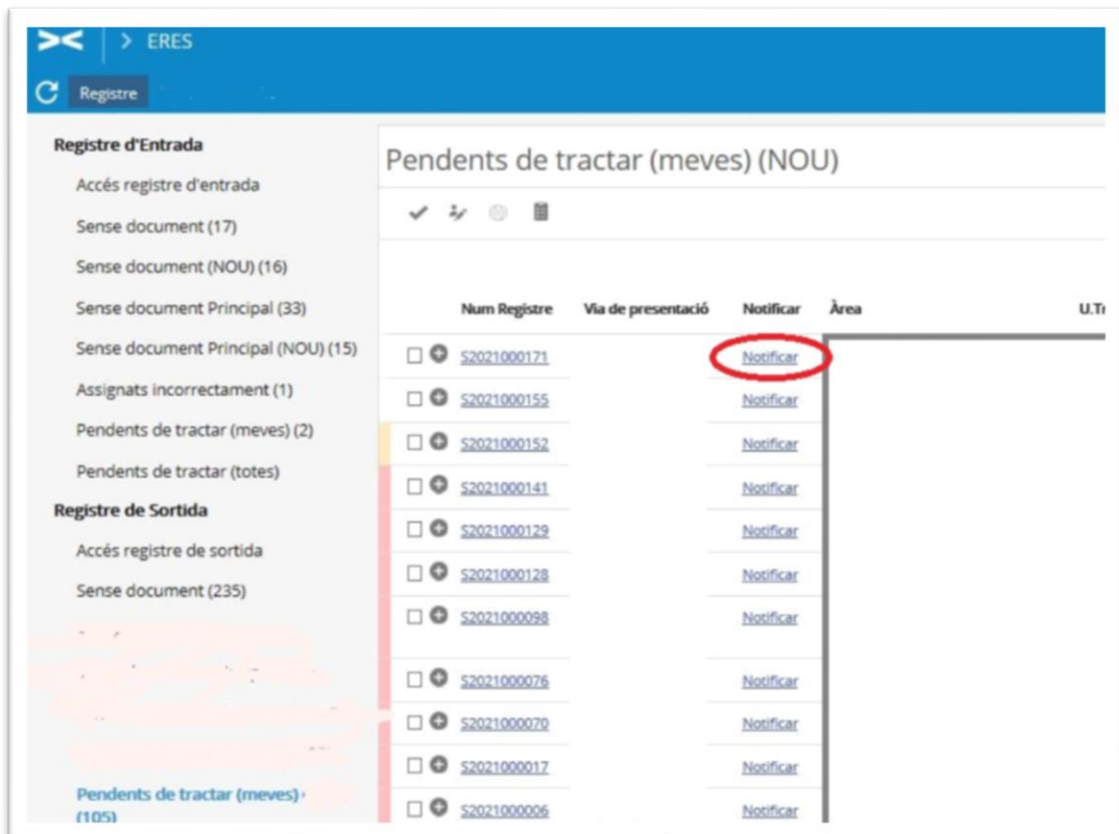 > ERES
Registre
Registre d'Entrada
Accés registre d'entrada
Sense document (17)
Sense document (NOU) (16)
Sense document Principal (33)
Sense document Principal (NOU) (15)
Assignats incorrectament (1)
Pendents de tractar (meves) (2)
Pendents de tractar (totes)
Registre de Sortida
Accés registre de sortida
Sense document (235)
Pendents de tractar (meves)
(105)
Pendents de tractar (meves) (NOU)
Num Registre Via de presentació Notificar Àrea U.Tr
S2021000171 Notificar
S2021000155 Notificar
S2021000152 Notificar
S2021000141 Notificar
S2021000129 Notificar
S2021000128 Notificar
S2021000098 Notificar
S2021000076 Notificar
S2021000070 Notificar
S2021000017 Notificar
S2021000006 Notificar